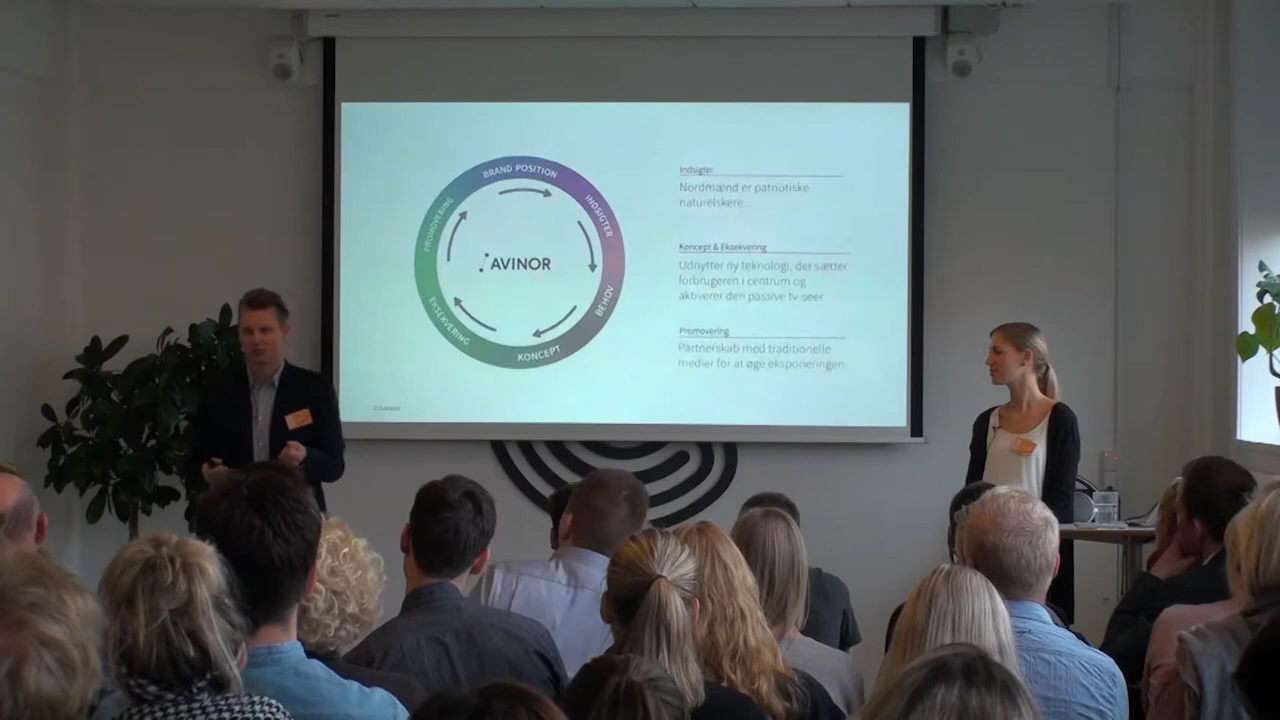 BRAND POSITION
INDSIGTER
BEHOV
KONCEPT
EKSEKVERING
PROMOVERING
AVINOR
Indsigter
Nordmænd er patriotiske
naturelskere
Koncept & Eksekvering
Udnytter ny teknologi, der sætter
forbrugeren i centrum og
aktiverer den passive tv-seer
Promovering
Partnerskab med traditionelle
medier for at øge eksponeringen